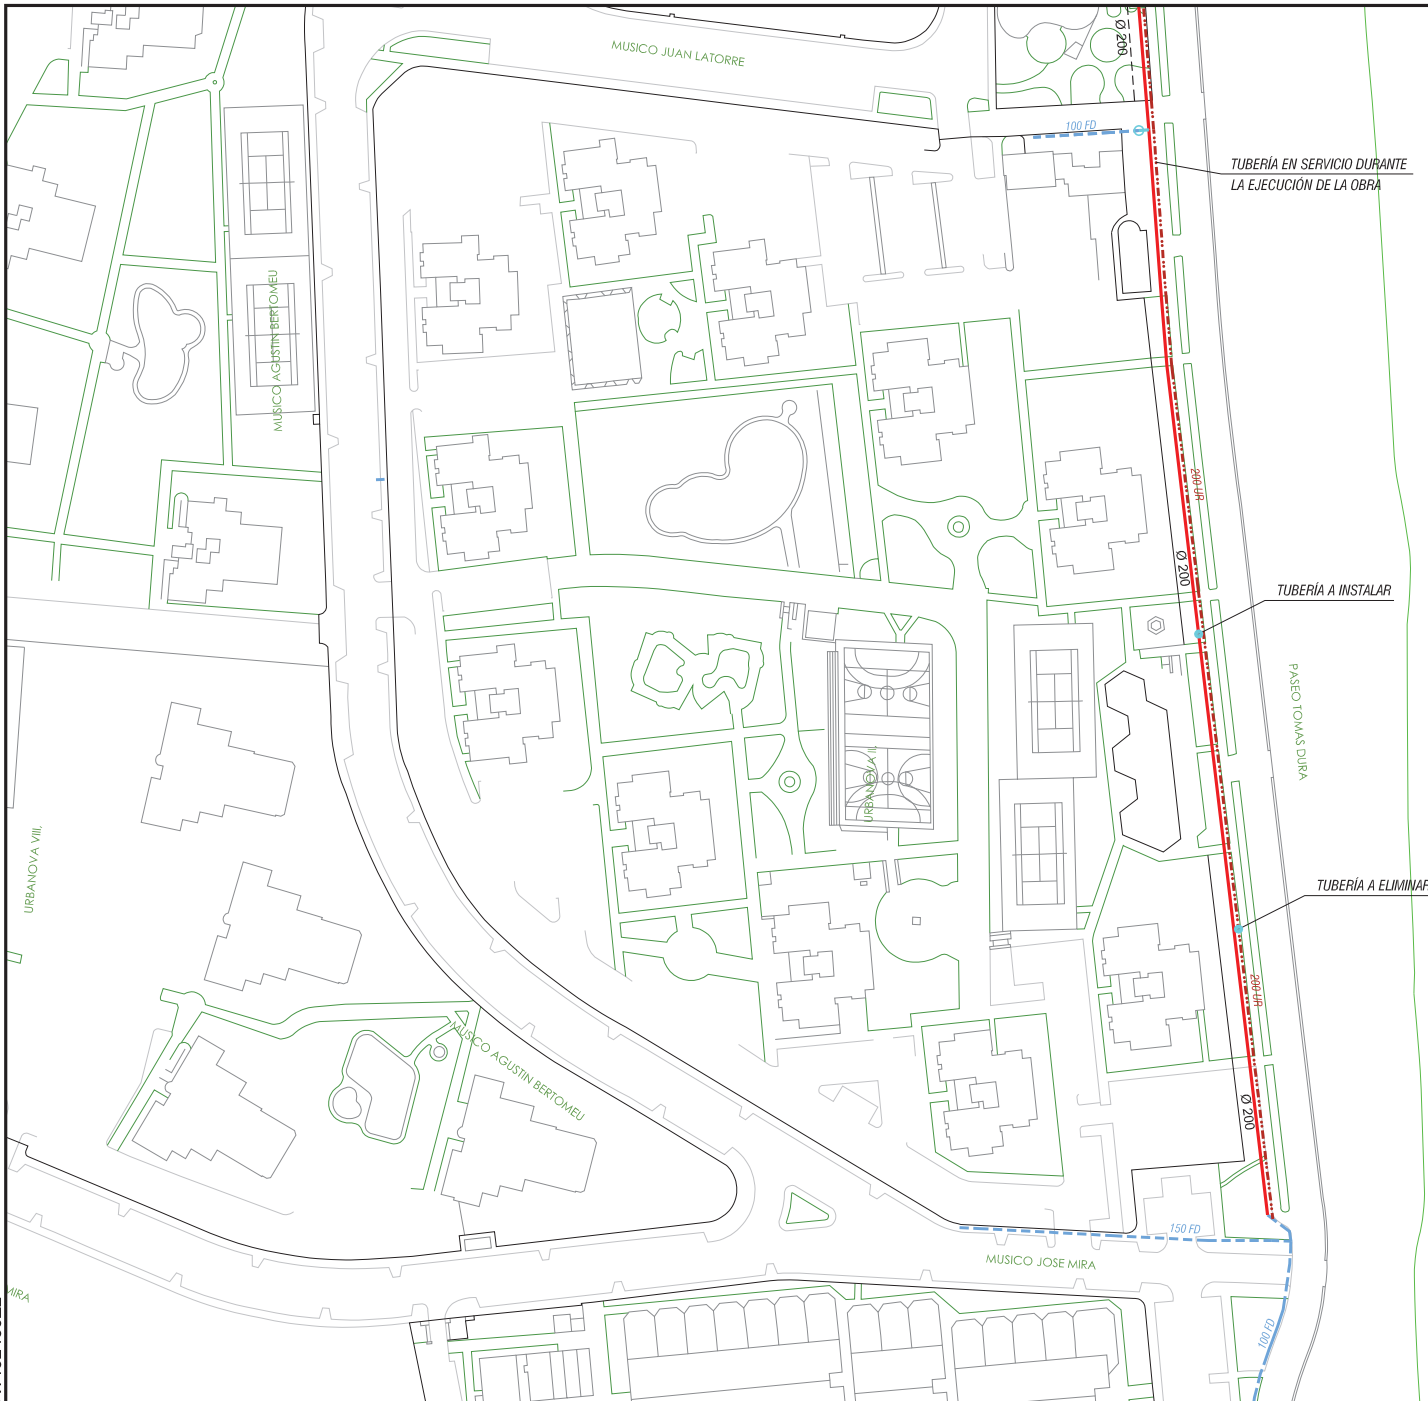 MUSICO JUAN LATORRE
Ø 200
100 FD
TUBERÍA EN SERVICIO DURANTE
LA EJECUCIÓN DE LA OBRA
MUSICO AGUSTIN BERTOMEU
200 UR
Ø 200
TUBERÍA A INSTALAR
PASEO TOMAS DURA
URBANOVA II.
URBANOVA VIII.
TUBERÍA A ELIMINAR
200 UR
MUSICO AGUSTIN BERTOMEU
Ø 200
150 FD
MUSICO JOSE MIRA
MIRA
100 FD